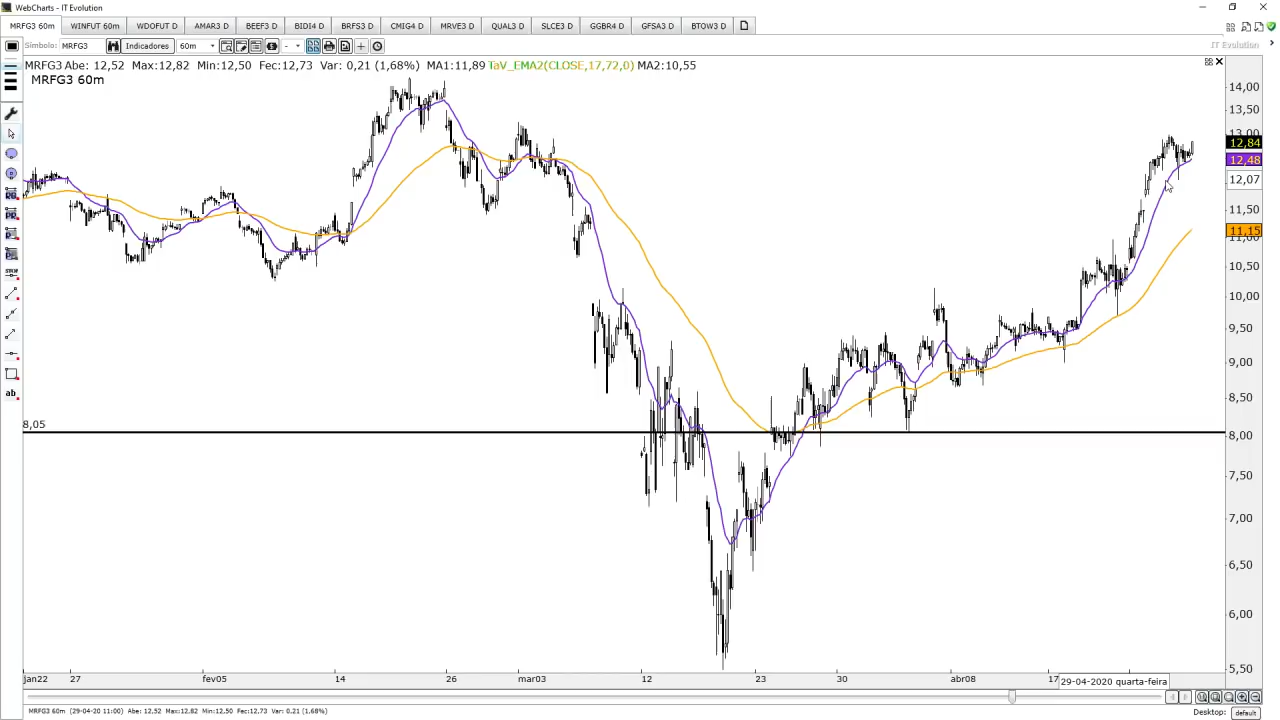 WebCharts - IT Evolution
MRFG3 60m WINFUT 60m WDOFUT D AMAR3 D BEEF3 D BIDI4 D BRFS3 D CMIG4 D MRVE3 D QUAL3 D SLCE3 D GGBR4 D GFSA3 D BTOW3 D
Símbolo: MRFG3 Indicadores 60m -
IT Evolution
MRFG3 Abe: 12,52 Max:12,82 Min:12,50 Fec:12,73 Var: 0,21 (1,68%) MA1:11,89 TaV_EMA2(CLOSE,17,72,0) MA2:10,55
MRFG3 60m
14,00
13,50
13,00
12,84
12,48
12,07
11,50
11,15
11,00
10,50
10,00
9,50
9,00
8,50
8,05
8,00
7,50
7,00
6,50
6,00
5,50
ab
jan22 27 fev05 14 26 mar03 12 23 30 abr08 17 29-04-2020 quarta-feira
MRFG3 60m (29-04-20 11:00) Abe: 12,52 Max:12,82 Min:12,50 Fec:12,73 Var: 0,21 (1,68%)
Desktop: default